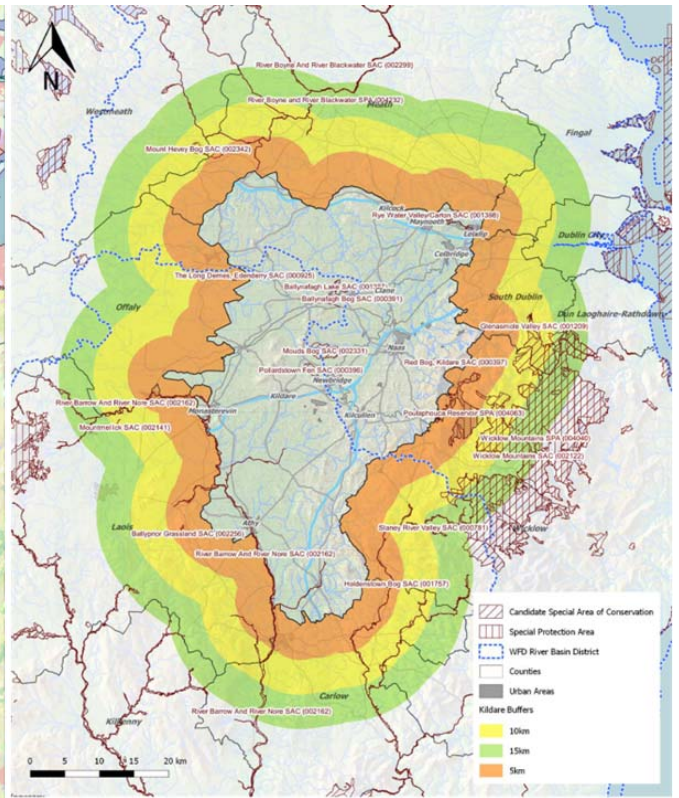 N
River Boyne And River Blackwater SAC (002299)
River Boyne and River Blackwater SPA (004232)
Meath
Westmeath
Fingal
Mount Hevey Bog SAC (002342)
Kilcock
Rye Water Valley/Carton SAC (001398)
Maynooth
Leixlip
Dublin City
Celbridge
The Long Derries, Edenderry SAC (000925)
Ballynafagh Lake SAC
Clane
Ballynafagh Bog SAC (000391)
South Dublin
Offaly
Dun Laoghaire-Rathdown
Glenasmole Valley SAC (001209)
Naas
Mouds Bog SAC (002331)
Red Bog, Kildare SAC (000397)
Pollardstown Fen SAC (000396)
Newbridge
Kildare
River Barrow And River Nore SAC (002162)
Monasterevin
Kilcullen
Poulaphouca Reservoir SPA (004063)
Mountmellick SAC (002141)
Wicklow Mountains SPA (004040)
Wicklow Mountains SAC (002122)
Laois
Athy
Slaney River Valley SAC (000781)
Wicklow
Ballyprior Grassland SAC (002256)
River Barrow And River Nore SAC (002162)
Holdenstown Bog SAC (001757)
Carlow
River Barrow And River Nore SAC (002162)
Kilkenny
0 5 10 15 20 km
Candidate Special Area of Conservation
Special Protection Area
WFD River Basin District
Counties
Urban Areas
Kildare Buffers
10km
15km
5km